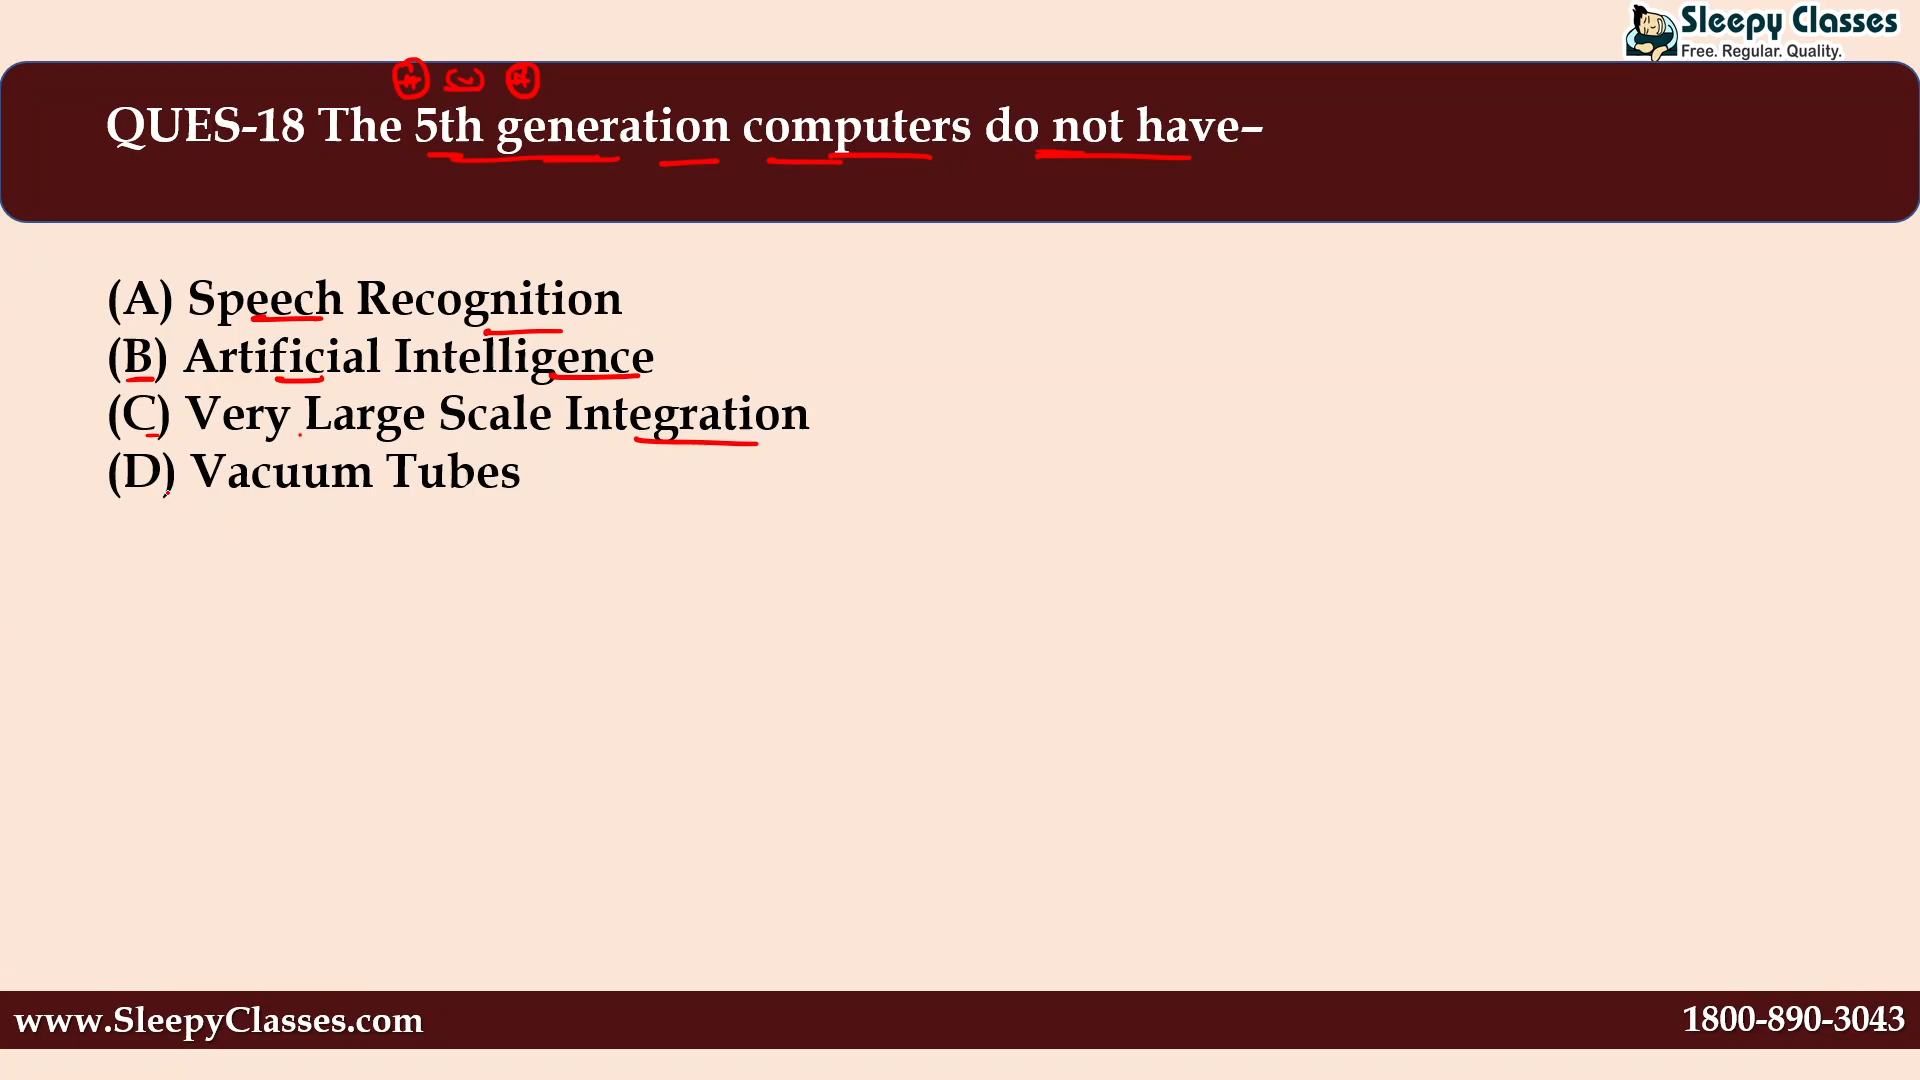 Sleepy Classes
Free. Regular. Quality.
QUES-18 The 5th generation computers do not have–
(A) Speech Recognition
(B) Artificial Intelligence
(C) Very Large Scale Integration
(D) Vacuum Tubes
www.SleepyClasses.com
1800-890-3043